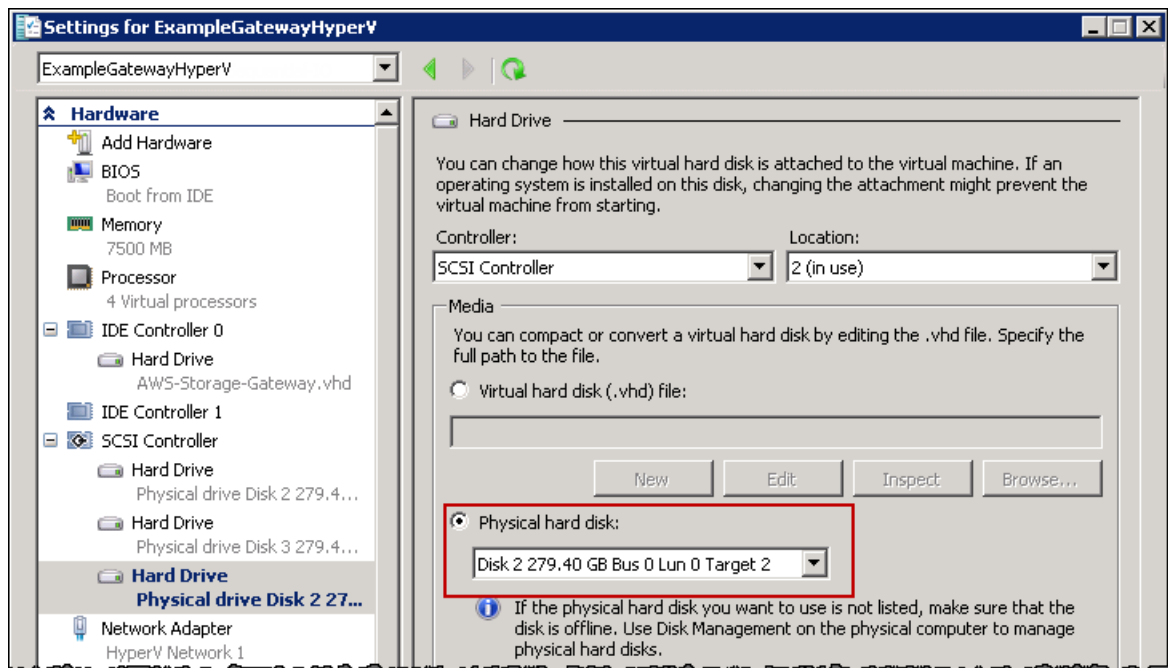 Settings for ExampleGatewayHyperV
ExampleGatewayHyperV
Hardware
Add Hardware
BIOS
Boot from IDE
Memory
7500 MB
Processor
4 Virtual processors
IDE Controller 0
Hard Drive
AWS-Storage-Gateway.vhd
IDE Controller 1
SCSI Controller
Hard Drive
Physical drive Disk 2 279.4...
Hard Drive
Physical drive Disk 3 279.4...
Hard Drive
Physical drive Disk 2 27...
Network Adapter
HyperV Network 1
Hard Drive
You can change how this virtual hard disk is attached to the virtual machine. If an
operating system is installed on this disk, changing the attachment might prevent the
virtual machine from starting.
Controller: Location:
SCSI Controller 2 (in use)
Media
You can compact or convert a virtual hard disk by editing the .vhd file. Specify the
full path to the file.
Virtual hard disk (.vhd) file:
New Edit Inspect Browse...
Physical hard disk:
Disk 2 279.40 GB Bus 0 Lun 0 Target 2
If the physical hard disk you want to use is not listed, make sure that the
disk is offline. Use Disk Management on the physical computer to manage
physical hard disks.